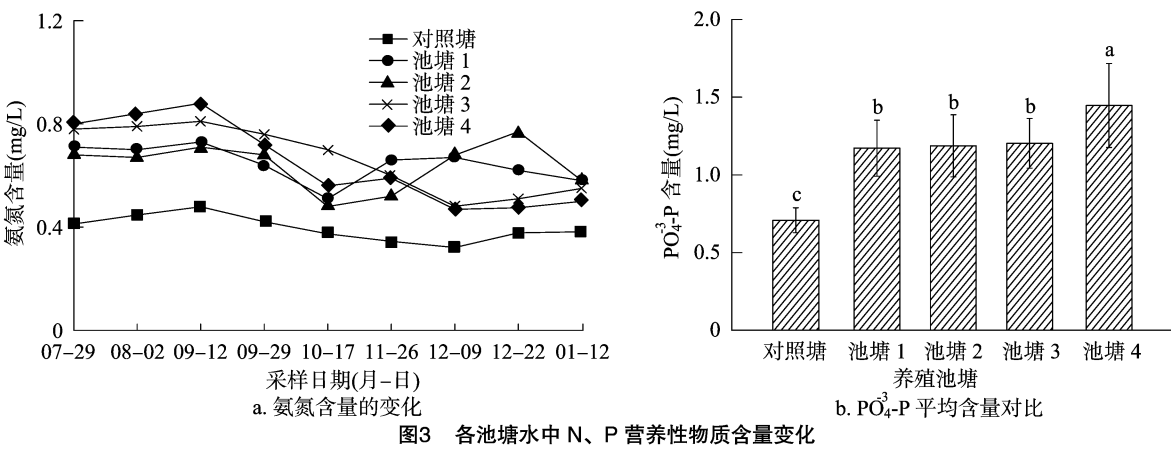 1.2
0.8
0.4
0
氨氮含量(mg/L)
对照塘
池塘 1
池塘 2
池塘 3
池塘 4
07–29 08–02 09–12 09–29 10–17 11–26 12–09 12–22 01–12
采样日期(月–日)
a. 氨氮含量的变化
2.0
1.5
1.0
0.5
0
PO₄⁻³-P 含量(mg/L)
c
b
b
b
a
对照塘 池塘 1 池塘 2 池塘 3 池塘 4
养殖池塘
b. PO₄⁻³-P 平均含量对比
图3 各池塘水中 N、P 营养性物质含量变化